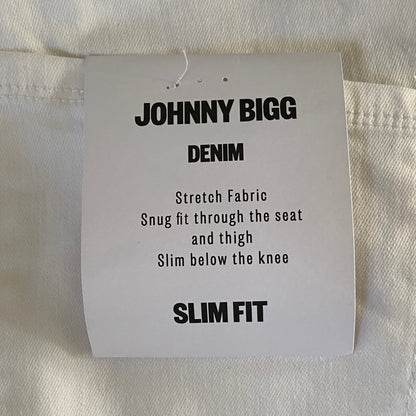 JOHNNY BIGG
DENIM
Stretch Fabric
Snug fit through the seat
and thigh
Slim below the knee
SLIM FIT